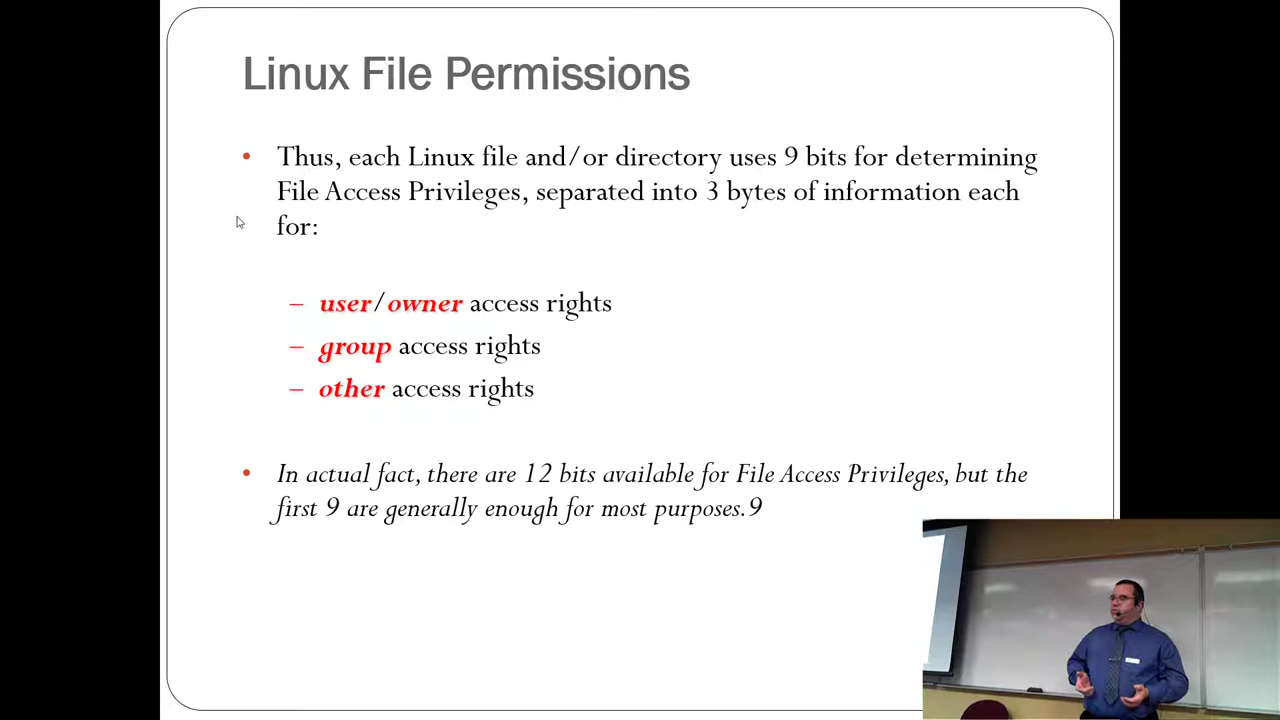 Linux File Permissions
• Thus, each Linux file and/or directory uses 9 bits for determining
File Access Privileges, separated into 3 bytes of information each
for:
– user/owner access rights
– group access rights
– other access rights
• In actual fact, there are 12 bits available for File Access Privileges, but the
first 9 are generally enough for most purposes.9